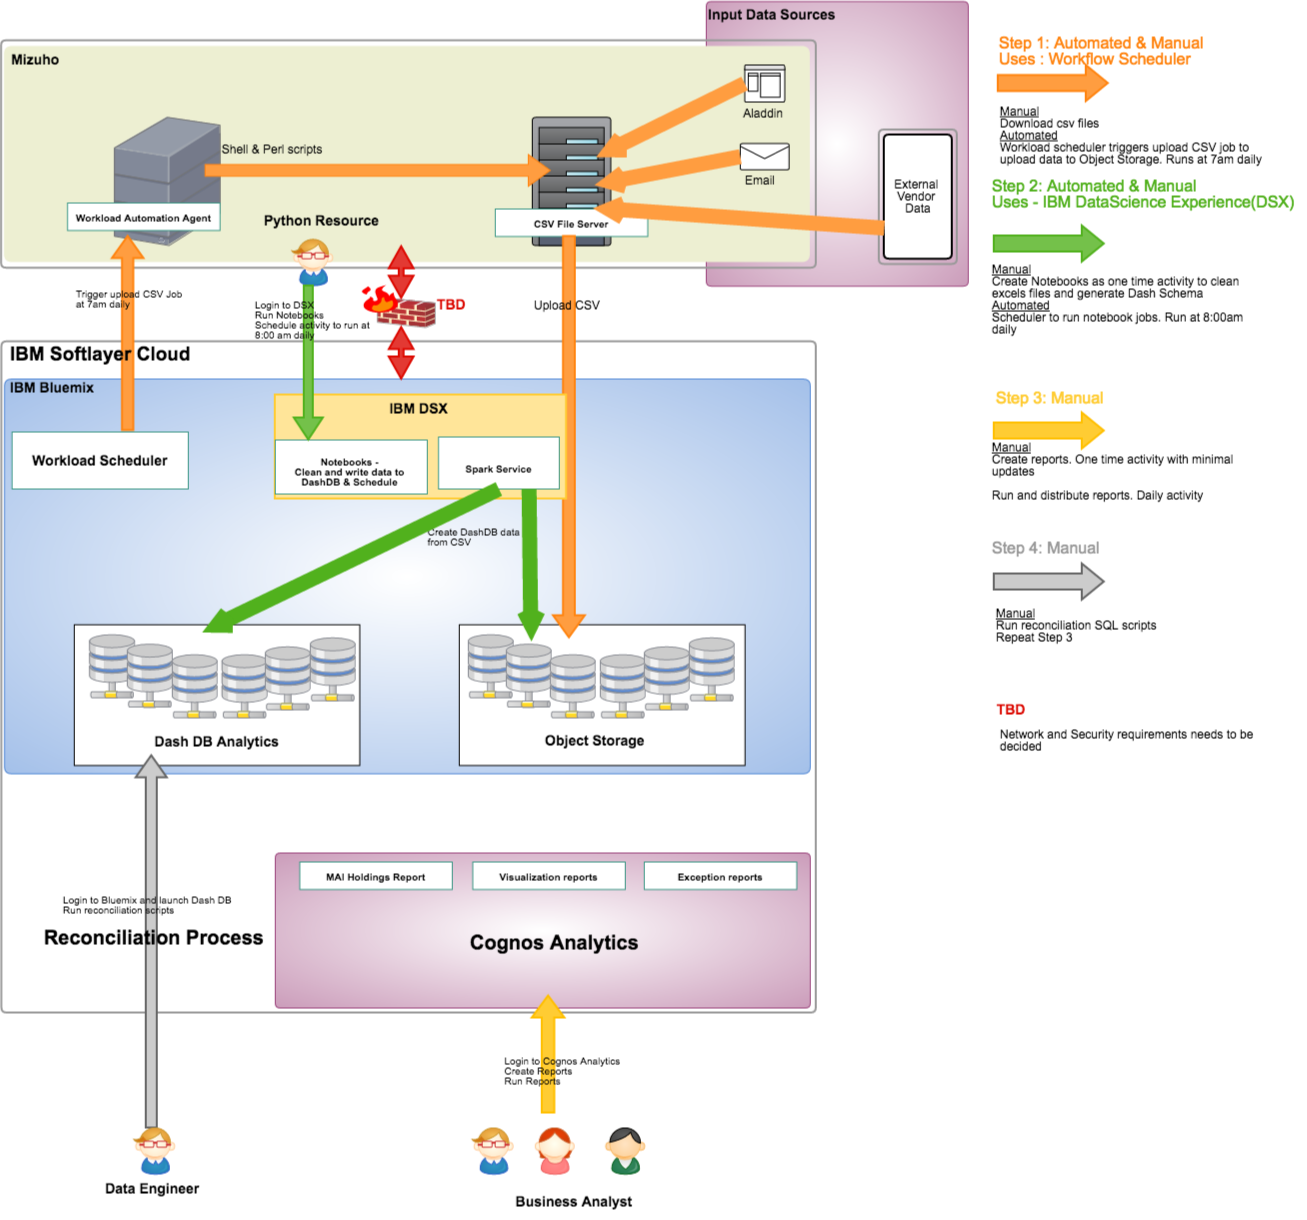 Input Data Sources
Mizuho
Aladdin
Email
External
Vendor
Data
Shell & Perl scripts
Workload Automation Agent
Python Resource
CSV File Server
Trigger upload CSV Job
at 7am daily
Login to DSX
Run Notebooks
Schedule activity to run at
8:00 am daily
TBD
Upload CSV
IBM Softlayer Cloud
IBM Bluemix
IBM DSX
Workload Scheduler
Notebooks -
Clean and write data to
DashDB & Schedule
Spark Service
Create DashDB data
from CSV
Dash DB Analytics
Object Storage
MAI Holdings Report
Visualization reports
Exception reports
Login to Bluemix and launch Dash DB
Run reconciliation scripts
Reconciliation Process
Cognos Analytics
Login to Cognos Analytics
Create Reports
Run Reports
Data Engineer
Business Analyst
Step 1: Automated & Manual
Uses : Workflow Scheduler
Manual
Download csv files
Automated
Workload scheduler triggers upload CSV job to
upload data to Object Storage. Runs at 7am daily
Step 2: Automated & Manual
Uses - IBM DataScience Experience(DSX)
Manual
Create Notebooks as one time activity to clean
excels files and generate Dash Schema
Automated
Scheduler to run notebook jobs. Run at 8:00am
daily
Step 3: Manual
Manual
Create reports. One time activity with minimal
updates
Run and distribute reports. Daily activity
Step 4: Manual
Manual
Run reconciliation SQL scripts
Repeat Step 3
TBD
Network and Security requirements needs to be
decided